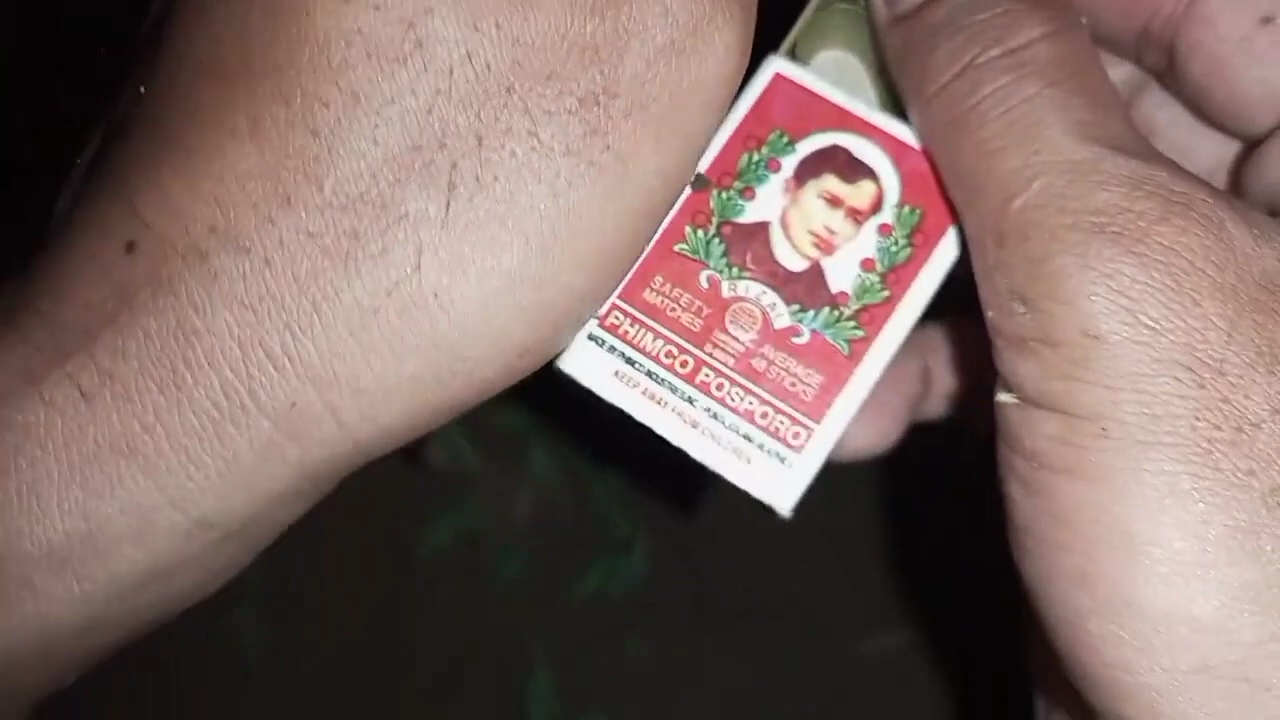 RIZAL
SAFETY
MATCHES
AVERAGE
48 STICKS
PHIMCO POSPORO
KEEP AWAY FROM CHILDREN